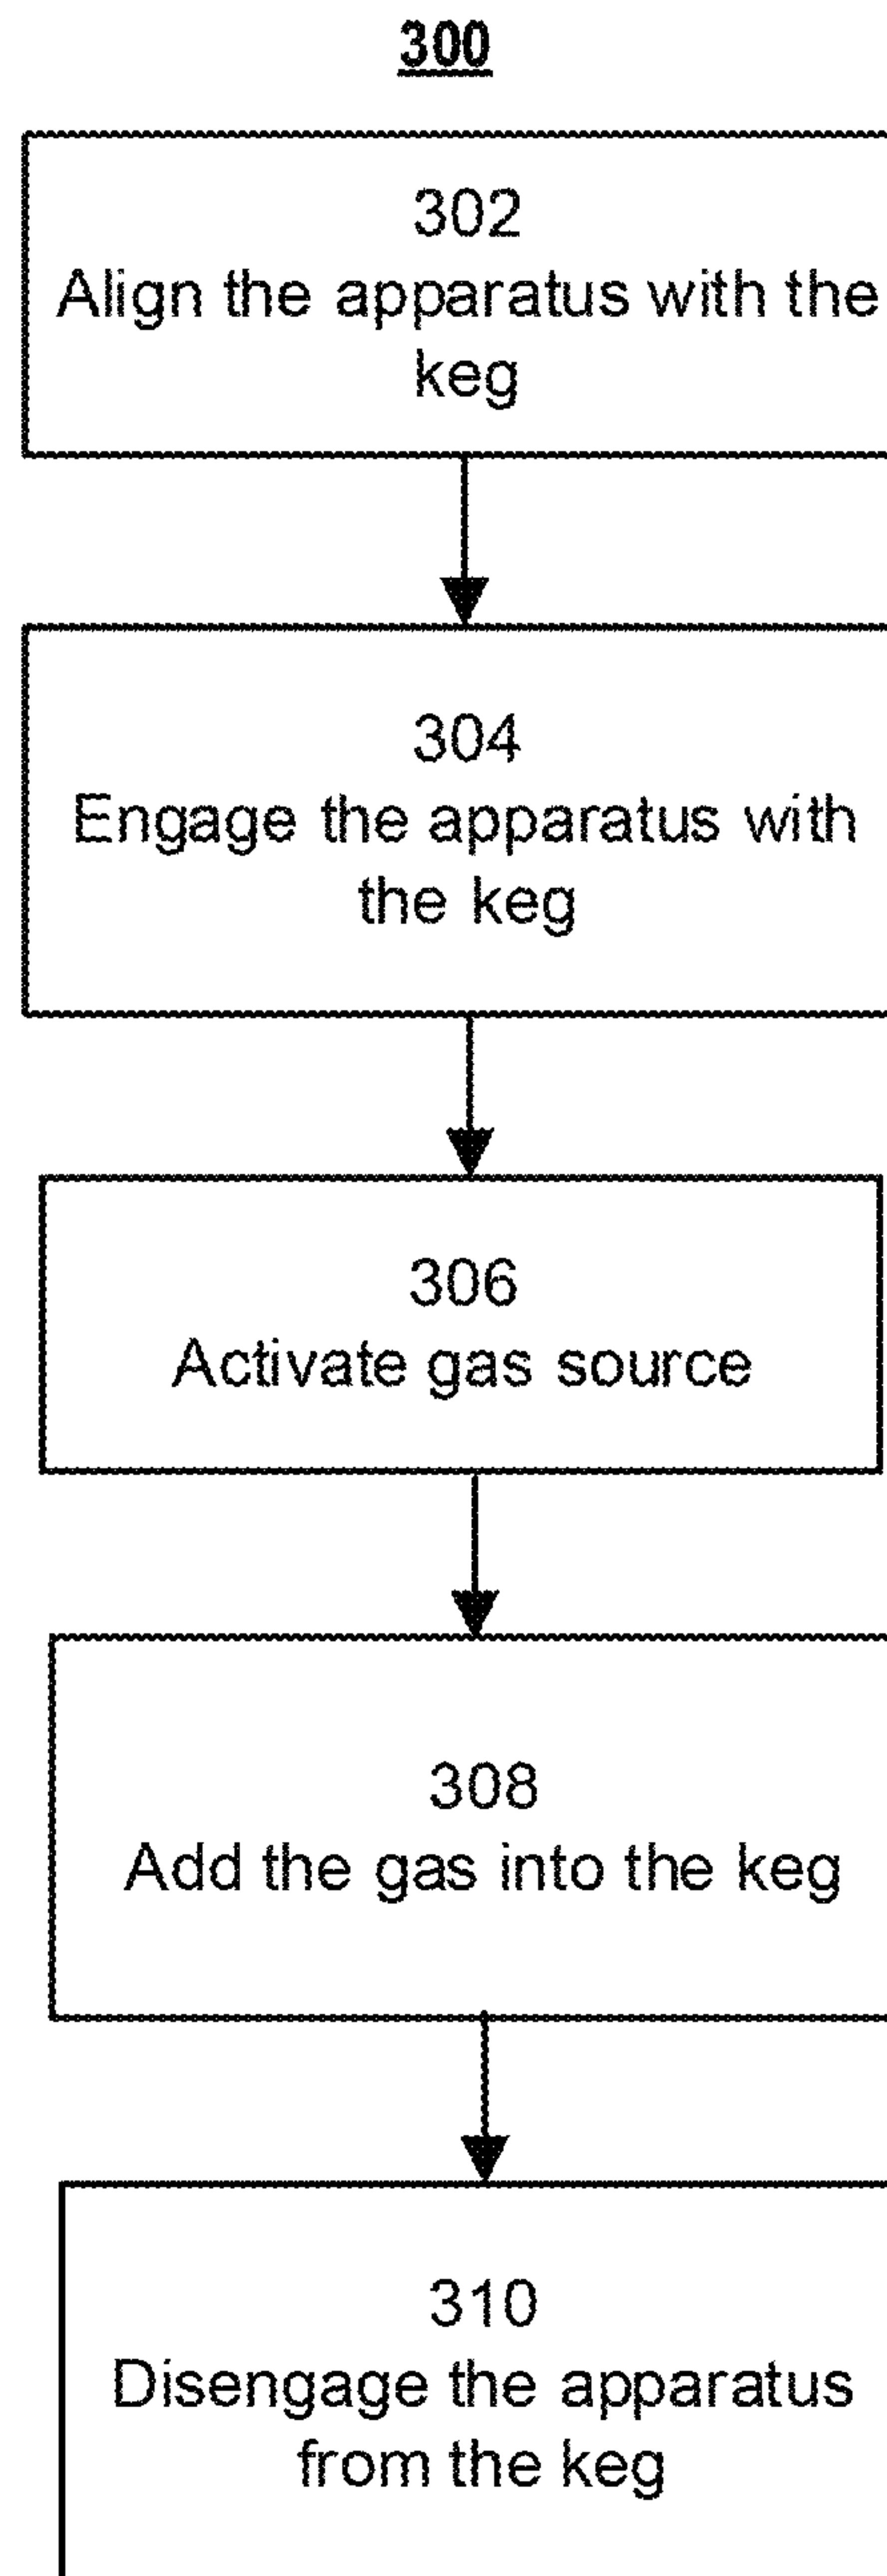 300
302
Align the apparatus with the
keg
304
Engage the apparatus with
the keg
306
Activate gas source
308
Add the gas into the keg
310
Disengage the apparatus
from the keg